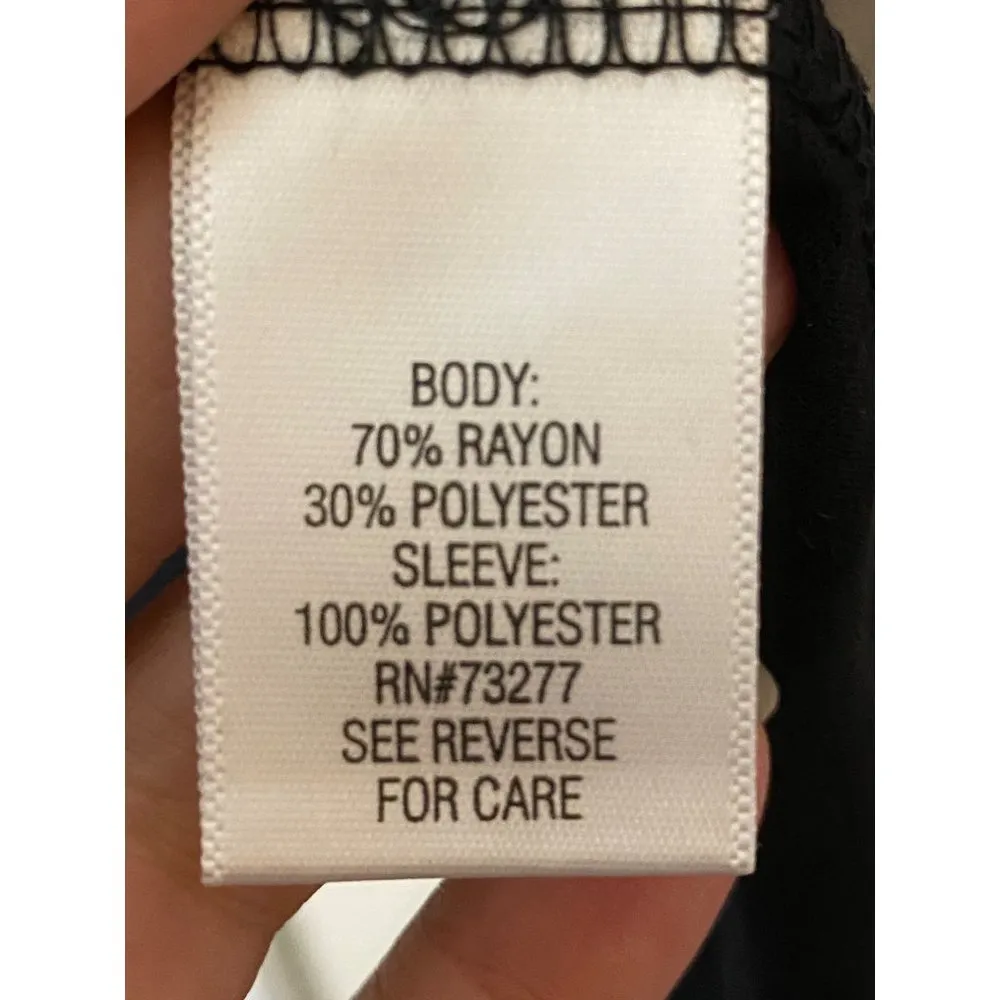 BODY:
70% RAYON
30% POLYESTER
SLEEVE:
100% POLYESTER
RN#73277
SEE REVERSE
FOR CARE